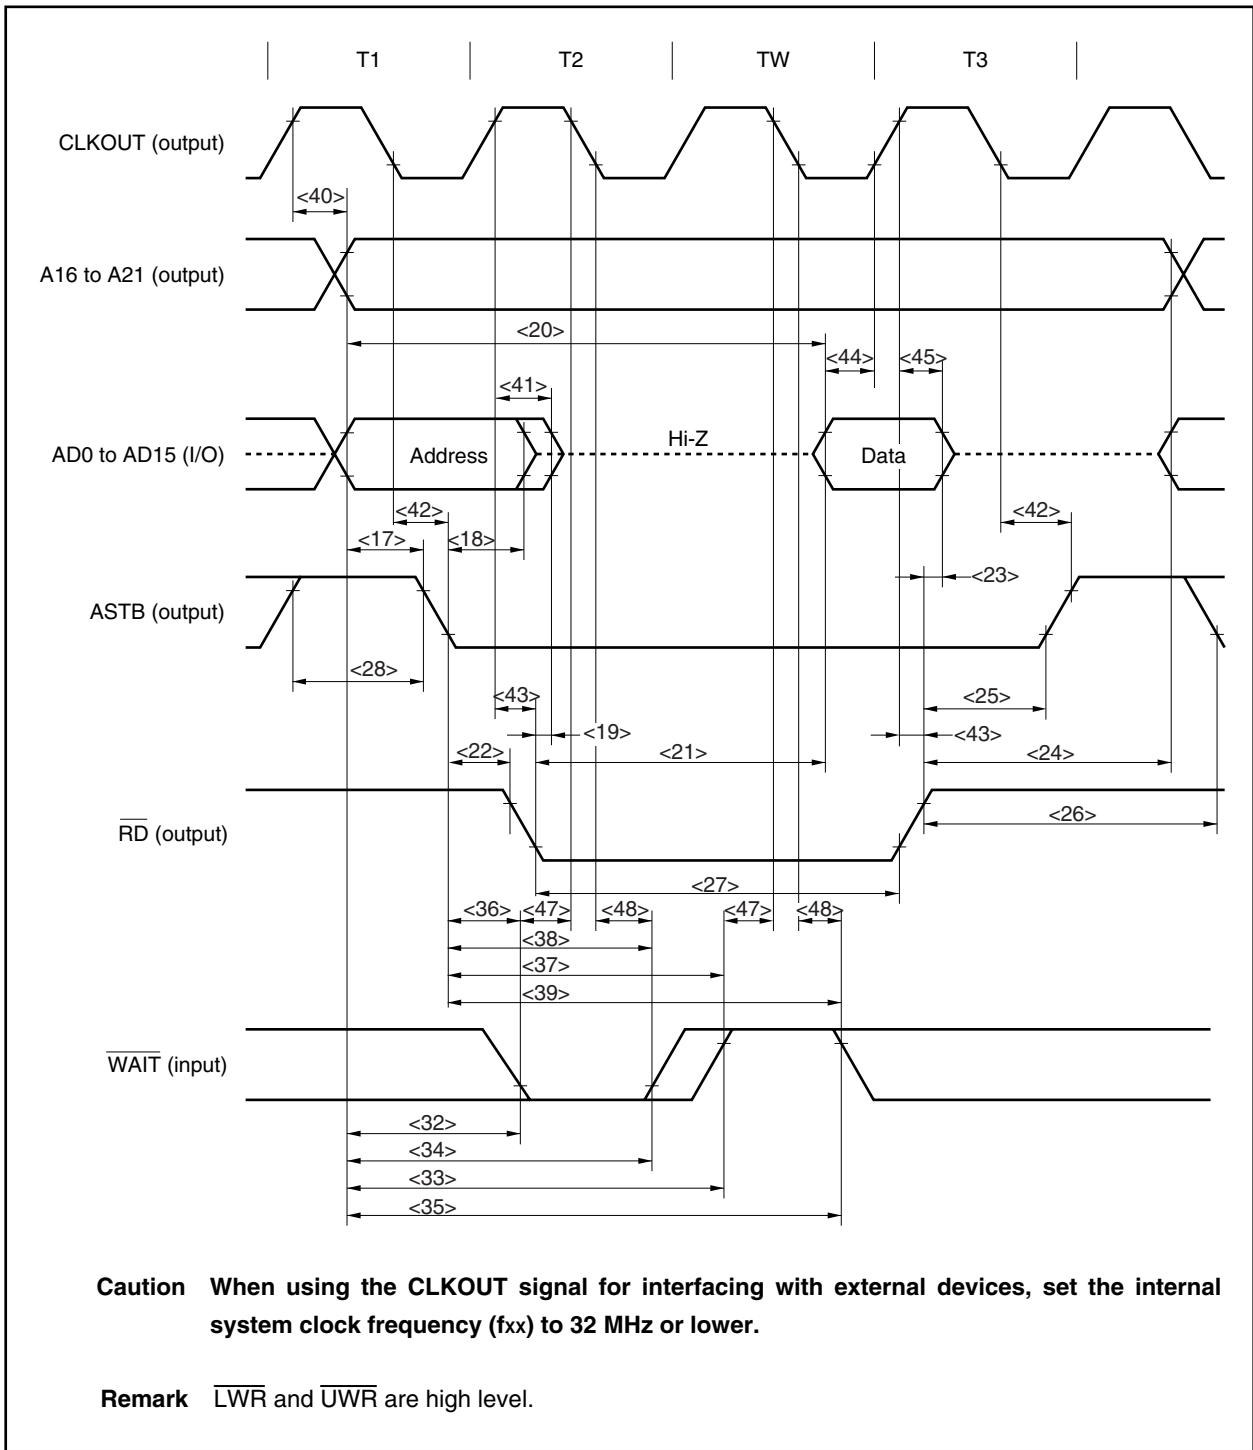 T1 T2 TW T3
CLKOUT (output)
<40>
A16 to A21 (output)
<20>
<44> <45>
<41>
Hi-Z
AD0 to AD15 (I/O) Address Data
<42> <42>
<17> <18>
<23>
ASTB (output)
<28>
<43> <25>
<19> <43>
<22> <21> <24>
RD (output) <26>
<27>
<36> <47> <48> <47> <48>
<38>
<37>
<39>
WAIT (input)
<32>
<34>
<33>
<35>
Caution When using the CLKOUT signal for interfacing with external devices, set the internal
system clock frequency (fxx) to 32 MHz or lower.
Remark LWR and UWR are high level.